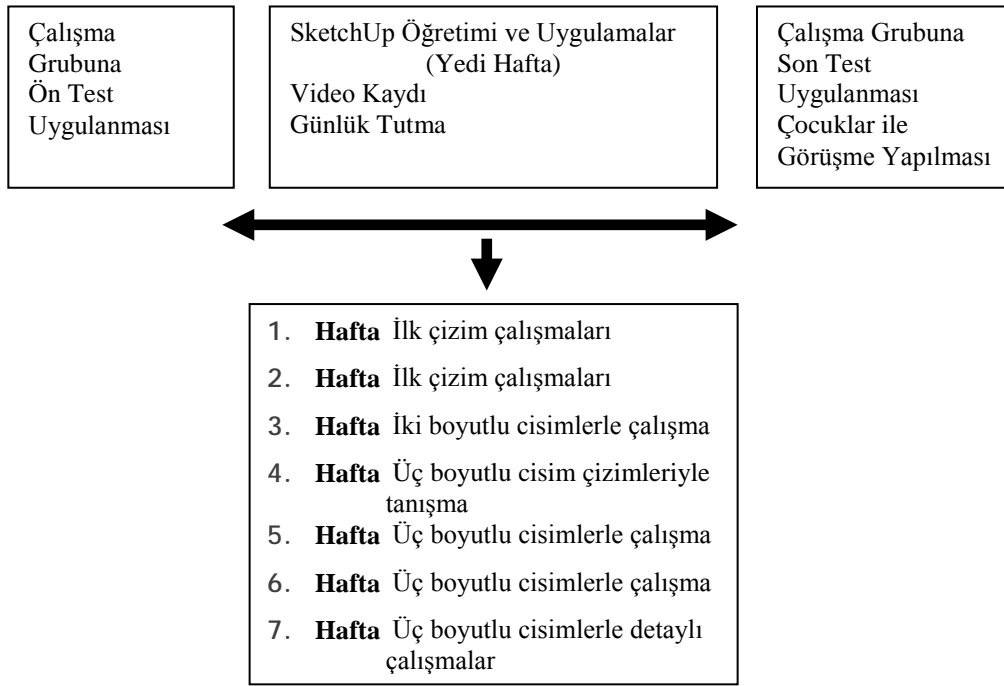 Çalışma
Grubuna
Ön Test
Uygulanması
SketchUp Öğretimi ve Uygulamalar
(Yedi Hafta)
Video Kaydı
Günlük Tutma
Çalışma Grubuna
Son Test
Uygulanması
Çocuklar ile
Görüşme Yapılması
1. Hafta İlk çizim çalışmaları
2. Hafta İlk çizim çalışmaları
3. Hafta İki boyutlu cisimlerle çalışma
4. Hafta Üç boyutlu cisim çizimleriyle
tanışma
5. Hafta Üç boyutlu cisimlerle çalışma
6. Hafta Üç boyutlu cisimlerle çalışma
7. Hafta Üç boyutlu cisimlerle detaylı
çalışmalar